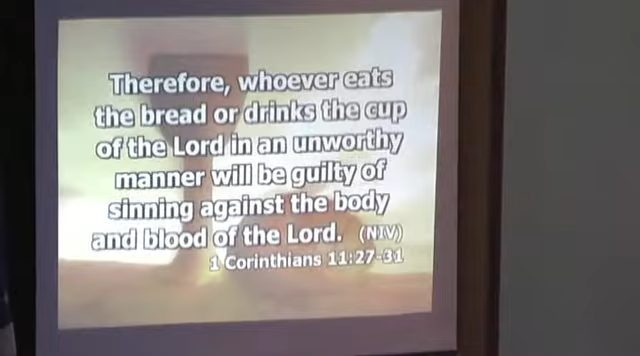 Therefore, whoever eats
the bread or drinks the cup
of the Lord in an unworthy
manner will be guilty of
sinning against the body
and blood of the Lord. (NIV)
1 Corinthians 11:27-31